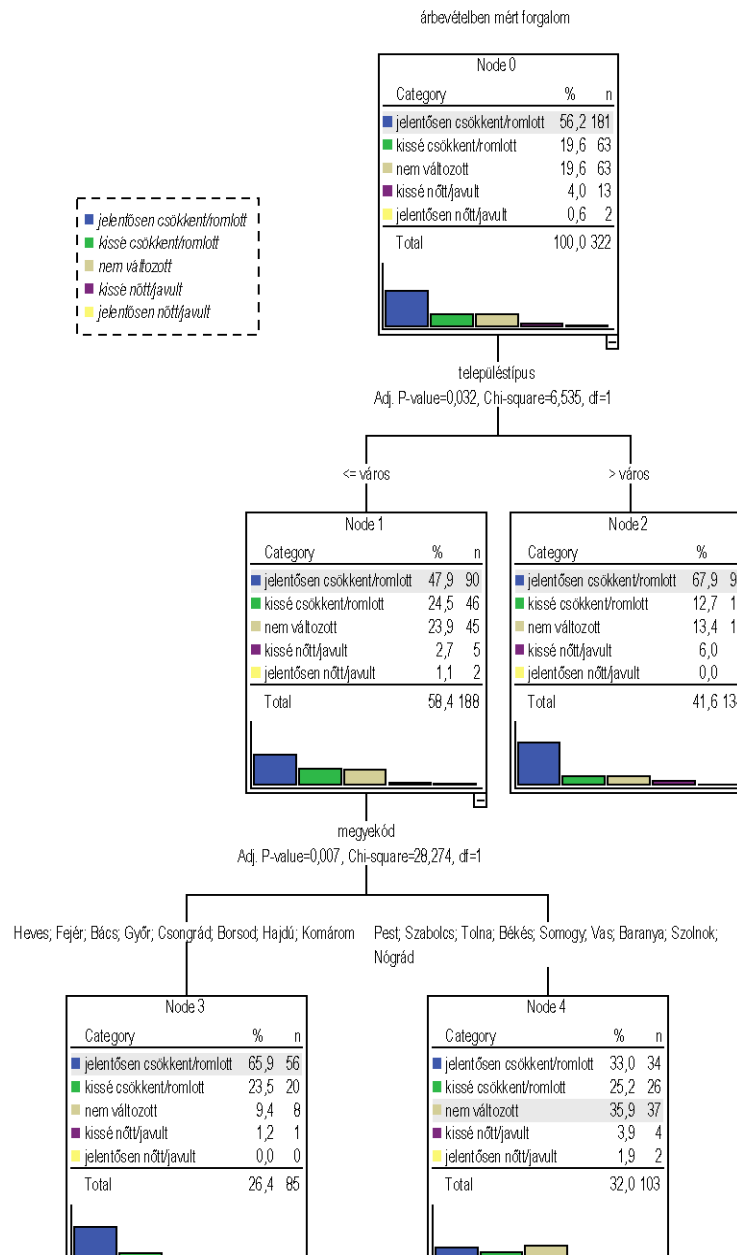 árbevételben mért forgalom
Node 0
Category % n
jelentősen csökkent/romlott 56,2 181
kissé csökkent/romlott 19,6 63
nem változott 19,6 63
kissé nőtt/javult 4,0 13
jelentősen nőtt/javult 0,6 2
Total 100,0 322
jelentősen csökkent/romlott
kissé csökkent/romlott
nem változott
kissé nőtt/javult
jelentősen nőtt/javult
településtípus
Adj. P-value=0,032, Chi-square=6,535, df=1
<= város
> város
Node 1
Category % n
jelentősen csökkent/romlott 47,9 90
kissé csökkent/romlott 24,5 46
nem változott 23,9 45
kissé nőtt/javult 2,7 5
jelentősen nőtt/javult 1,1 2
Total 58,4 188
Node 2
Category %
jelentősen csökkent/romlott 67,9 9
kissé csökkent/romlott 12,7 1
nem változott 13,4 1
kissé nőtt/javult 6,0
jelentősen nőtt/javult 0,0
Total 41,6 134
megyekód
Adj. P-value=0,007, Chi-square=28,274, df=1
Heves; Fejér; Bács; Győr; Csongrád; Borsod; Hajdú; Komárom
Pest; Szabolcs; Tolna; Békés; Somogy; Vas; Baranya; Szolnok;
Nógrád
Node 3
Category % n
jelentősen csökkent/romlott 65,9 56
kissé csökkent/romlott 23,5 20
nem változott 9,4 8
kissé nőtt/javult 1,2 1
jelentősen nőtt/javult 0,0 0
Total 26,4 85
Node 4
Category % n
jelentősen csökkent/romlott 33,0 34
kissé csökkent/romlott 25,2 26
nem változott 35,9 37
kissé nőtt/javult 3,9 4
jelentősen nőtt/javult 1,9 2
Total 32,0 103